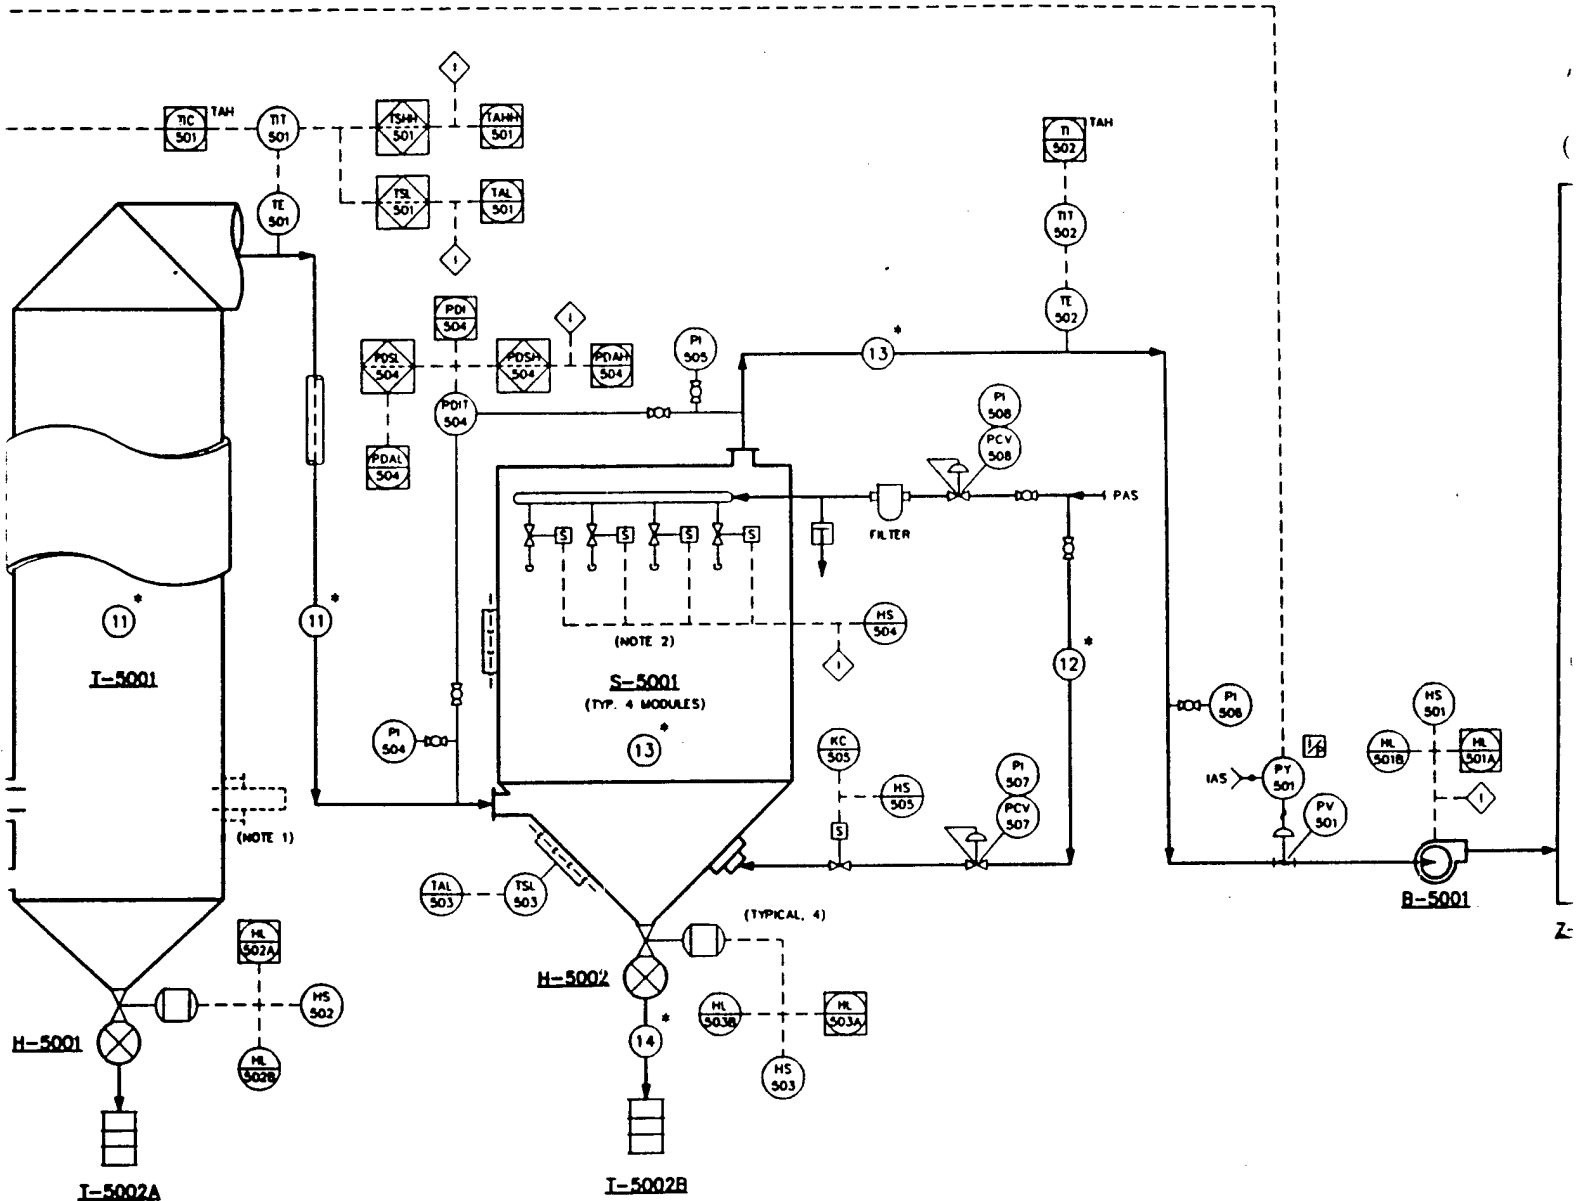 TIC
501
TAH
TIT
501
TSHH
501
I
TAHH
501
TSL
501
TAL
501
I
TE
501
TI
502
TAH
TIT
502
TE
502
PDI
504
PDSL
504
PDSH
504
I
PDAH
504
PDIT
504
PDAL
504
PI
505
13*
PI
508
PCV
508
PAS
FILTER
S
S
S
S
HS
504
I
(NOTE 2)
11*
11*
T-5001
S-5001
(TYP. 4 MODULES)
13*
12*
PI
504
PI
506
KC
505
HS
505
S
PI
507
PCV
507
(NOTE 1)
IAS
I/P
PY
501
PV
501
HS
501
HL
501B
HL
501A
I
B-5001
Z-
TAL
503
TSL
503
(TYPICAL, 4)
H-5002
HL
503B
HL
503A
HS
503
14*
T-5002B
HL
502A
HS
502
HL
502B
H-5001
T-5002A